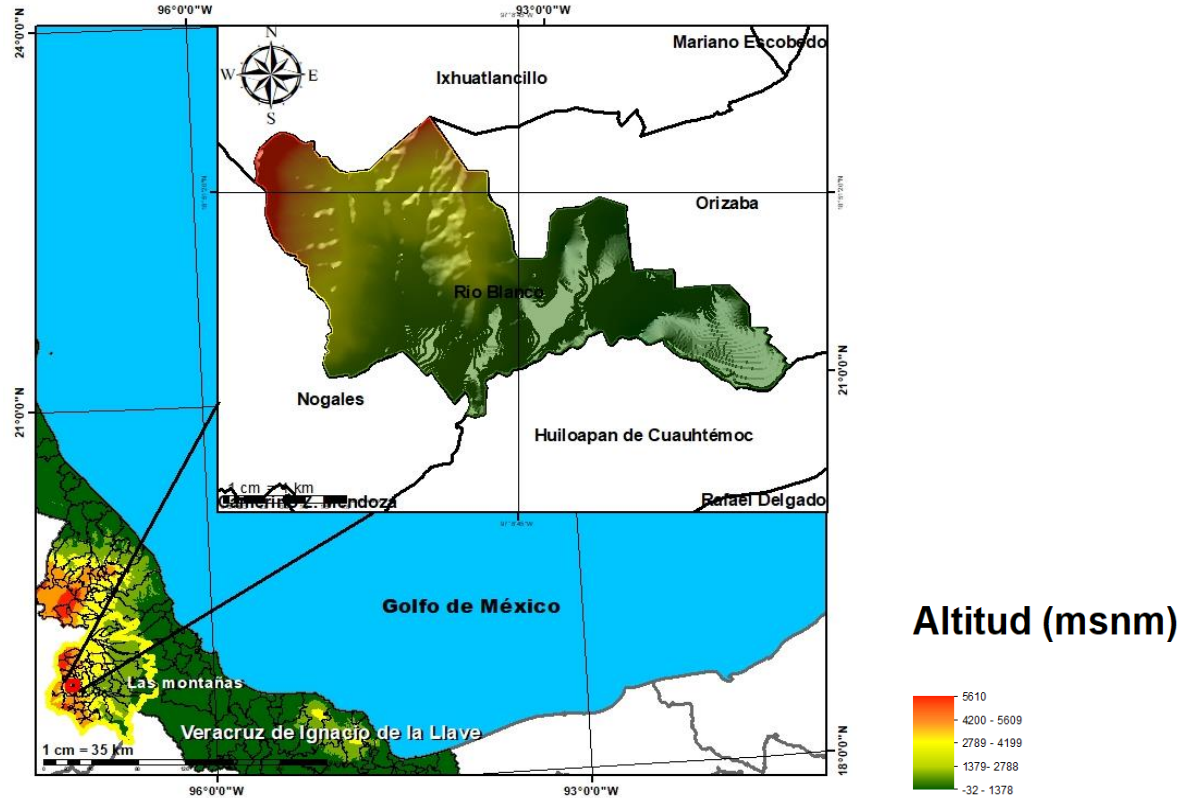 96°0'0"W
93°0'0"W
24°0'0"N
N
W
E
S
Mariano Escobedo
Ixhuatlancillo
Orizaba
Rio Blanco
21°0'0"N
21°0'0"N
Nogales
Huiloapan de Cuauhtémoc
1 cm = 1 km
Camerino Z. Mendoza
Rafael Delgado
Golfo de México
Altitud (msnm)
Las montañas
5610
4200 - 5609
2789 - 4199
1379- 2788
-32 - 1378
Veracruz de Ignacio de la Llave
1 cm = 35 km
18°0'0"N
96°0'0"W
93°0'0"W